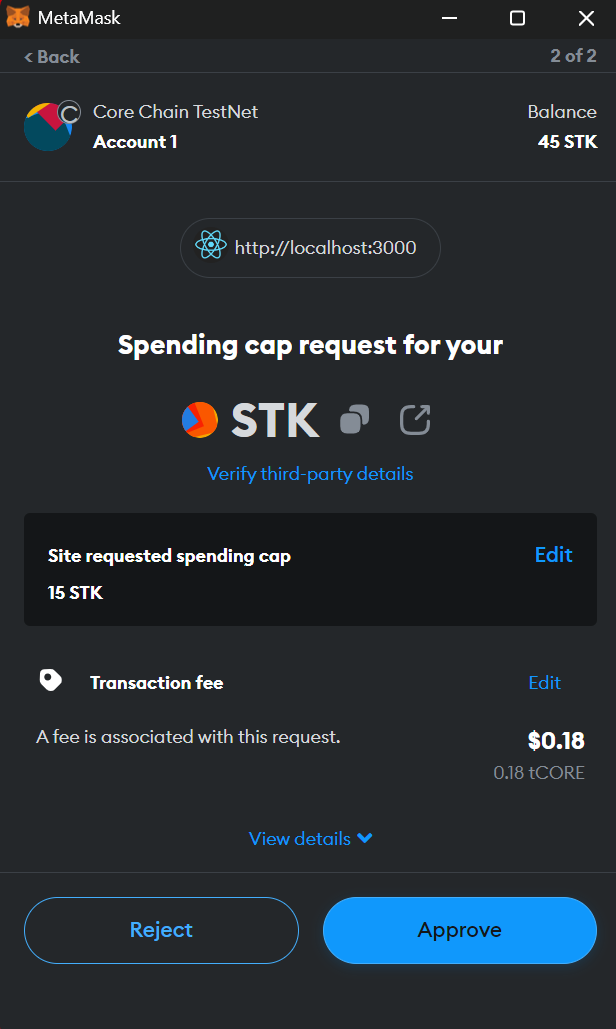 MetaMask
< Back
2 of 2
Core Chain TestNet
Balance
Account 1
45 STK
http://localhost:3000
Spending cap request for your
STK
Verify third-party details
Site requested spending cap
Edit
15 STK
Transaction fee
Edit
A fee is associated with this request.
$0.18
0.18 tCORE
View details
Reject
Approve